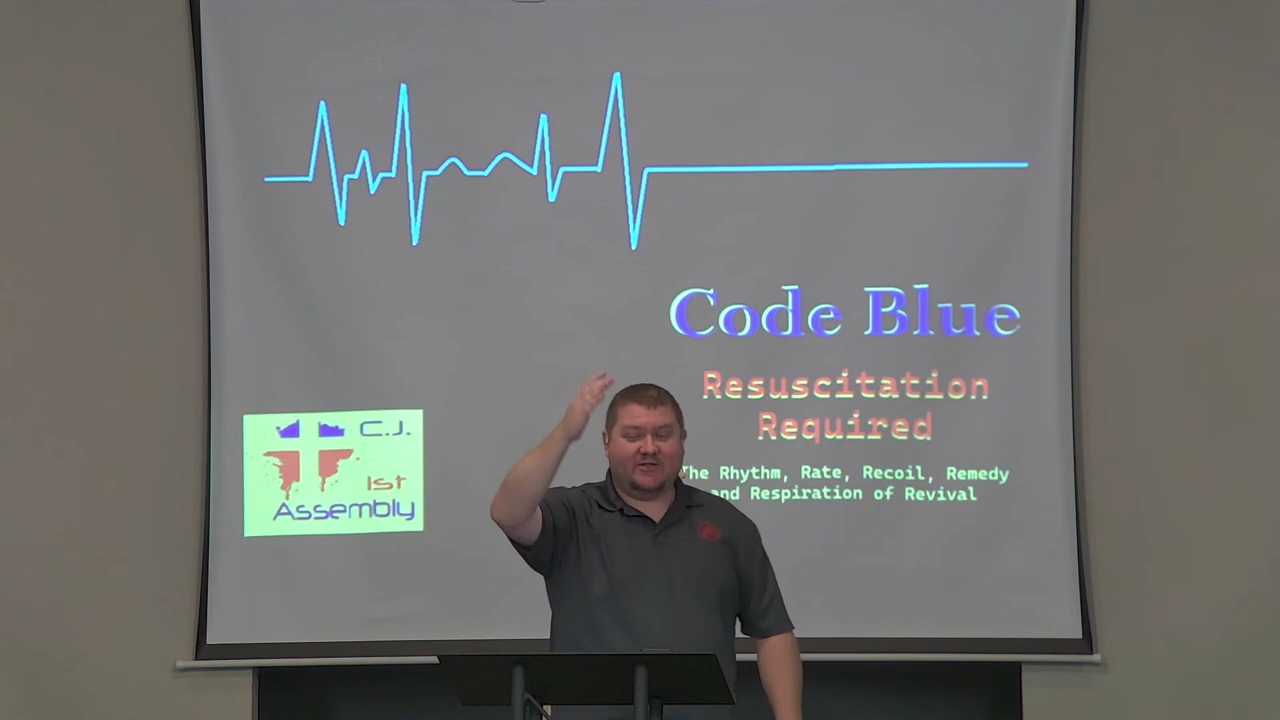 Code Blue
Resuscitation
Required
The Rhythm, Rate, Recoil, Remedy
and Respiration of Revival
C.J.
1st
Assembly